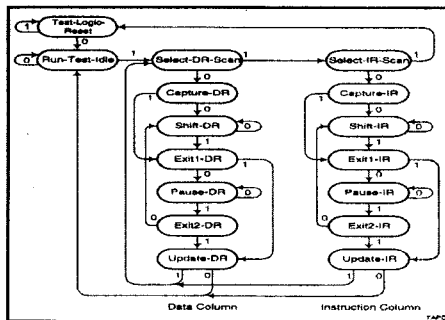 Test-Logic-
Reset
1
0
Run-Test-Idle
0
1
Select-DR-Scan
1
Select-IR-Scan
1
0
0
1
Capture-DR
1
Capture-IR
0
0
Shift-DR
0
Shift-IR
0
1
1
Exit1-DR
1
Exit1-IR
1
0
0
Pause-DR
0
Pause-IR
0
1
1
0
Exit2-DR
0
Exit2-IR
1
1
Update-DR
Update-IR
1
0
1
0
Data Column
Instruction Column